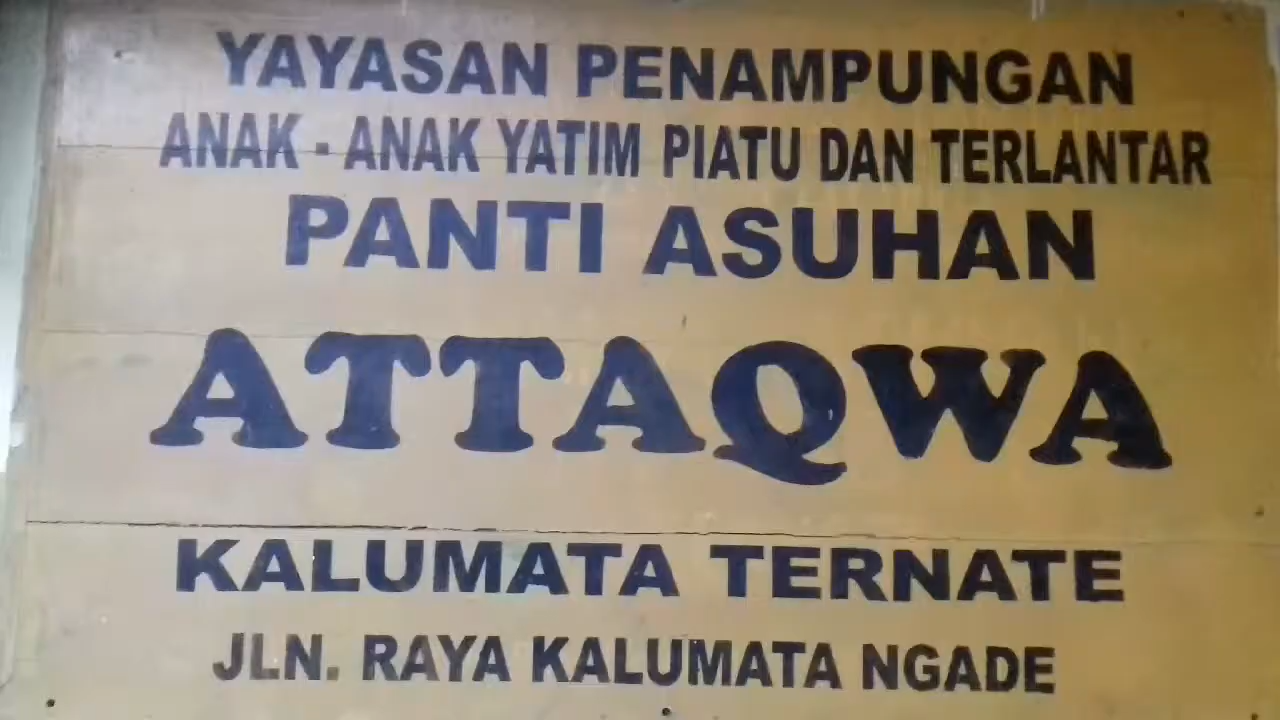 YAYASAN PENAMPUNGAN
ANAK - ANAK YATIM PIATU DAN TERLANTAR
PANTI ASUHAN
ATTAQWA
KALUMATA TERNATE
JLN. RAYA KALUMATA NGADE